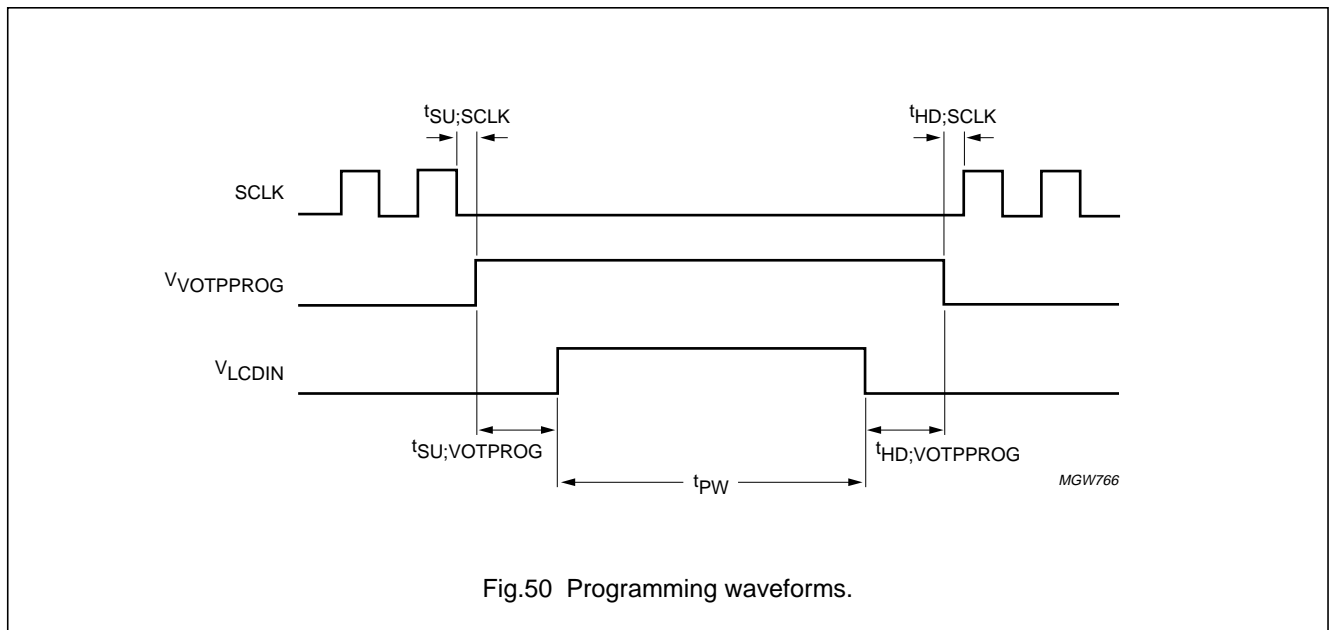 tSU;SCLK
tHD;SCLK
SCLK
VVOTPPROG
VLCDIN
tSU;VOTPROG
tHD;VOTPPROG
tPW
MGW766
Fig.50 Programming waveforms.